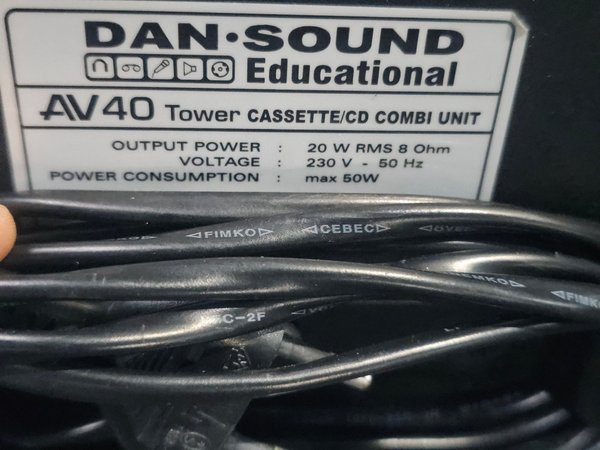 DAN·SOUND
Educational
AV40 Tower CASSETTE/CD COMBI UNIT
OUTPUT POWER : 20 W RMS 8 Ohm
VOLTAGE : 230 V - 50 Hz
POWER CONSUMPTION : max 50W
FIMKO CEBEC
FIMKO
FIMKO
C-2F